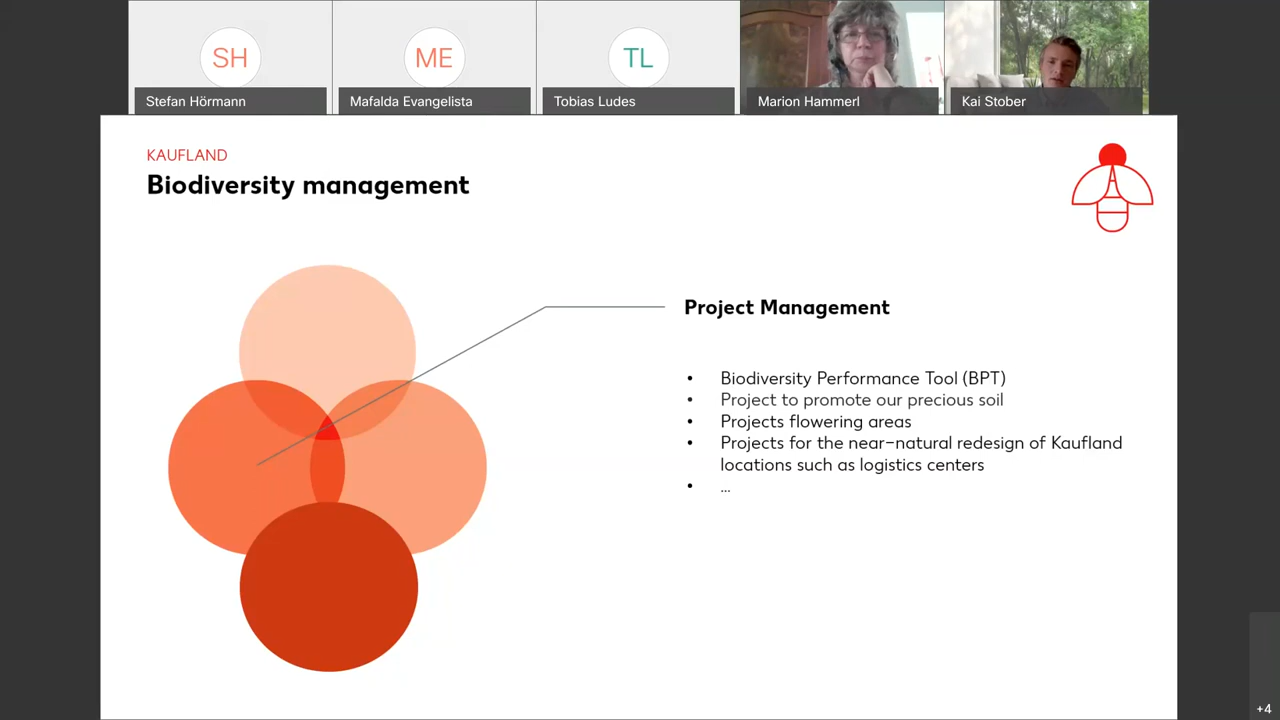 SH
ME
TL
Stefan Hörmann
Mafalda Evangelista
Tobias Ludes
Marion Hammerl
Kai Stober
KAUFLAND
Biodiversity management
Project Management
• Biodiversity Performance Tool (BPT)
• Project to promote our precious soil
• Projects flowering areas
• Projects for the near-natural redesign of Kaufland
locations such as logistics centers
• ...
+4